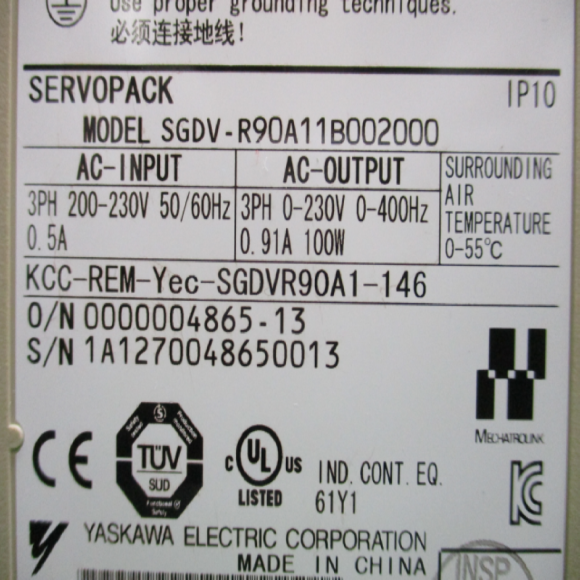 Use proper grounding techniques.
必须连接地线!
SERVOPACK IP10
MODEL SGDV-R90A11B002000
AC-INPUT AC-OUTPUT SURROUNDING AIR TEMPERATURE 0-55℃
3PH 200-230V 50/60Hz 3PH 0-230V 0-400Hz
0.5A 0.91A 100W
KCC-REM-Yec-SGDVR90A1-146
O/N 0000004865-13
S/N 1A1270048650013
MECHATROLINK
CE
TÜV
SUD
Functional Safety
C UL US
LISTED
IND. CONT. EQ.
61Y1
YASKAWA ELECTRIC CORPORATION
MADE IN CHINA
INSP